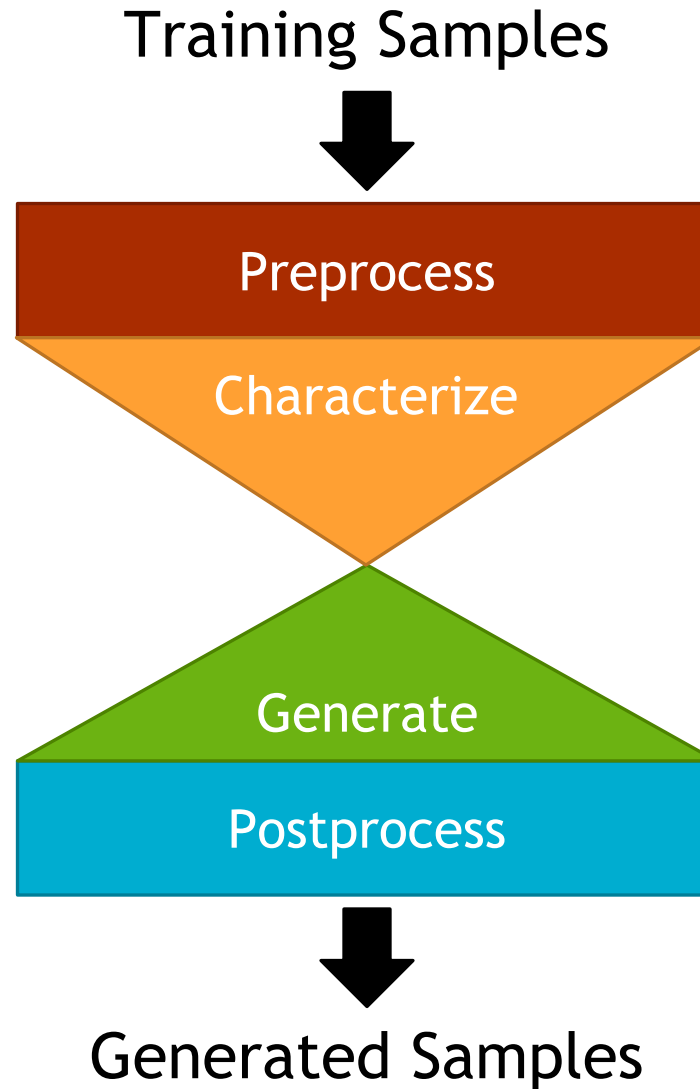 Training Samples
Preprocess
Characterize
Generate
Postprocess
Generated Samples